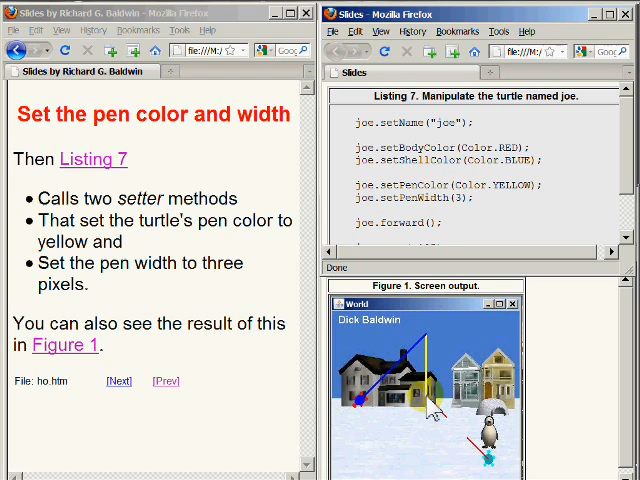 Slides by Richard G. Baldwin - Mozilla Firefox
File Edit View History Bookmarks Tools Help
file:///M:/
Goog
Slides by Richard G. Baldwin
Set the pen color and width
Then Listing 7
Calls two setter methods
That set the turtle's pen color to
yellow and
Set the pen width to three
pixels.
You can also see the result of this
in Figure 1.
File: ho.htm [Next] [Prev]
Slides - Mozilla Firefox
File Edit View History Bookmarks Tools Help
file:///M:/
Goog
Slides
Listing 7. Manipulate the turtle named joe.
joe.setName("joe");
joe.setBodyColor(Color.RED);
joe.setShellColor(Color.BLUE);
joe.setPenColor(Color.YELLOW);
joe.setPenWidth(3);
joe.forward();
Done
Figure 1. Screen output.
World
Dick Baldwin